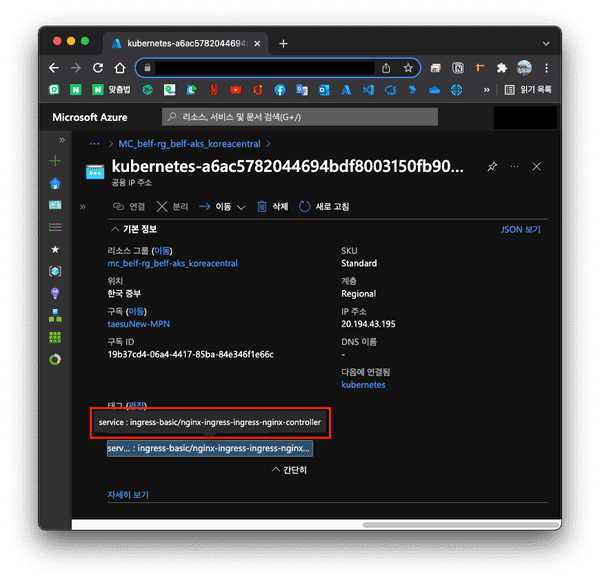 kubernetes-a6ac5782044694b
맞춤법
읽기 목록
Microsoft Azure
리소스, 서비스 및 문서 검색(G+/)
... > MC_belf-rg_belf-aks_koreacentral >
kubernetes-a6ac5782044694bdf8003150fb90...
공용 IP 주소
연결 분리 이동 삭제 새로 고침
기본 정보
JSON 보기
리소스 그룹 (이동)
mc_belf-rg_belf-aks_koreacentral
위치
한국 중부
구독 (이동)
taesuNew-MPN
구독 ID
19b37cd4-06a4-4417-85ba-84e346f1e66c
SKU
Standard
계층
Regional
IP 주소
20.194.43.195
DNS 이름
-
다음에 연결됨
kubernetes
태그 (편집)
service : ingress-basic/nginx-ingress-ingress-nginx-controller
serv... : ingress-basic/nginx-ingress-ingress-nginx...
간단히
자세히 보기